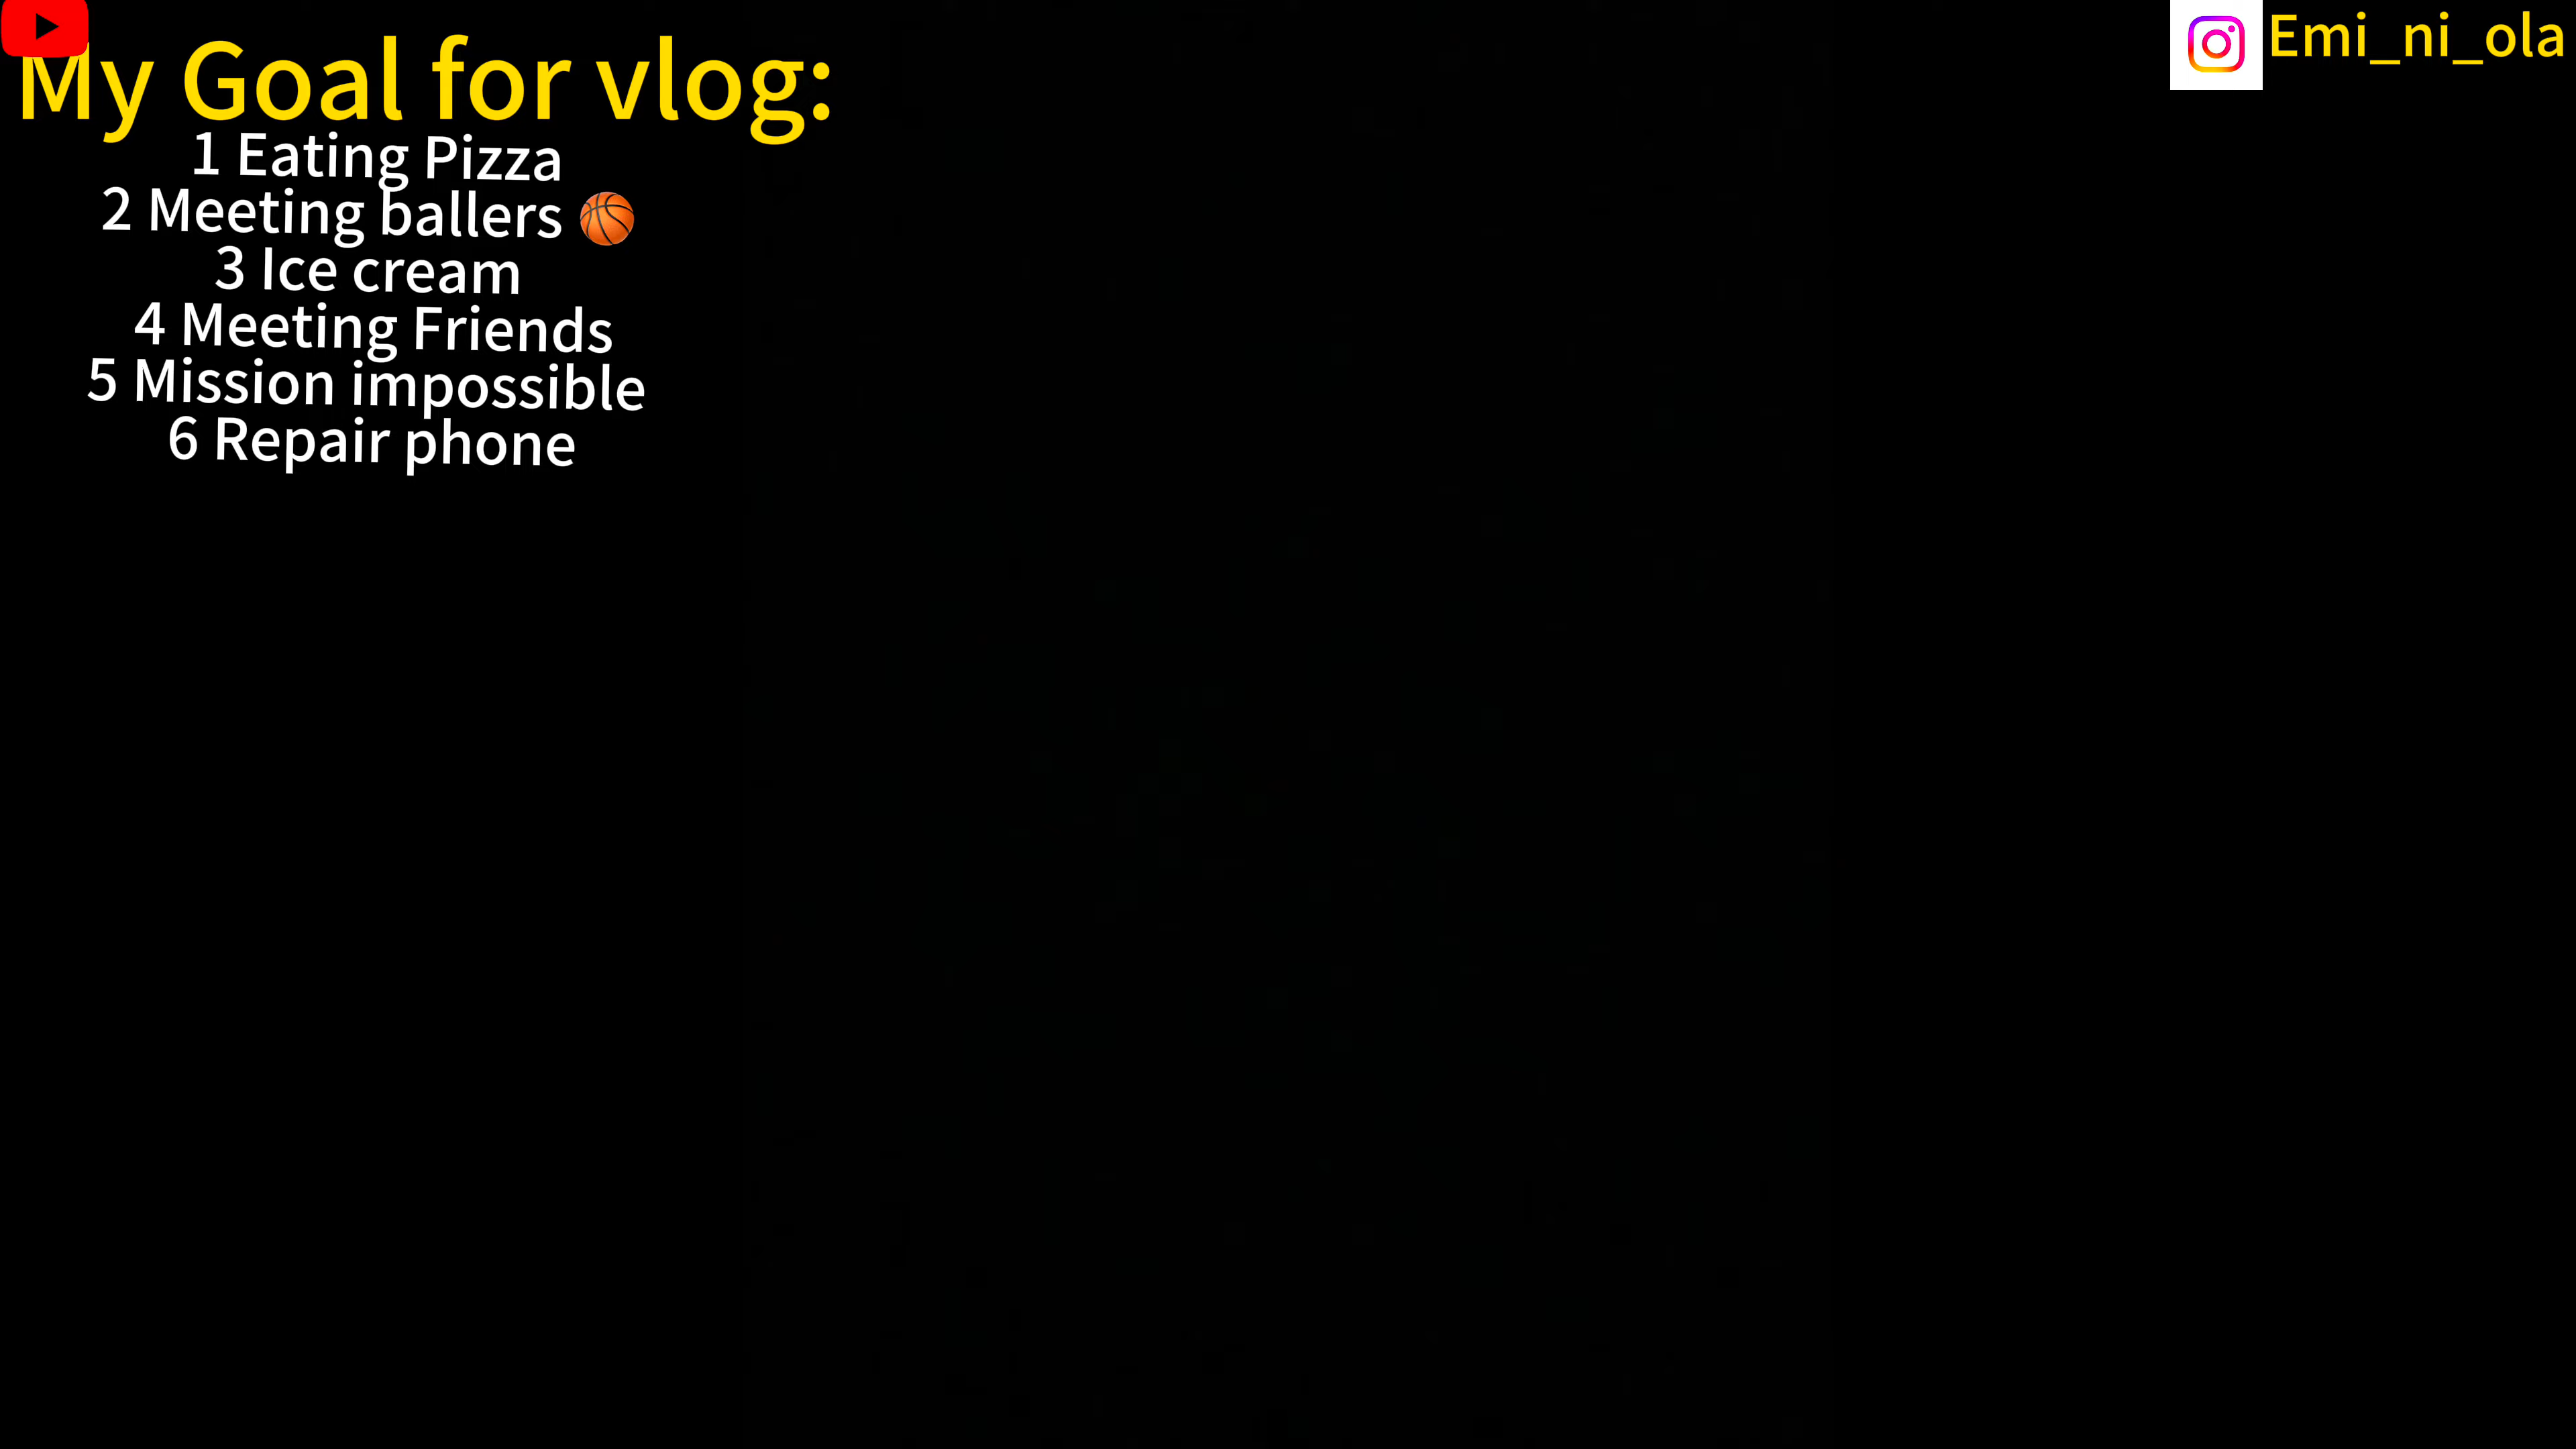 My Goal for vlog:
1 Eating Pizza
2 Meeting ballers 🏀
3 Ice cream
4 Meeting Friends
5 Mission impossible
6 Repair phone
Emi_ni_ola